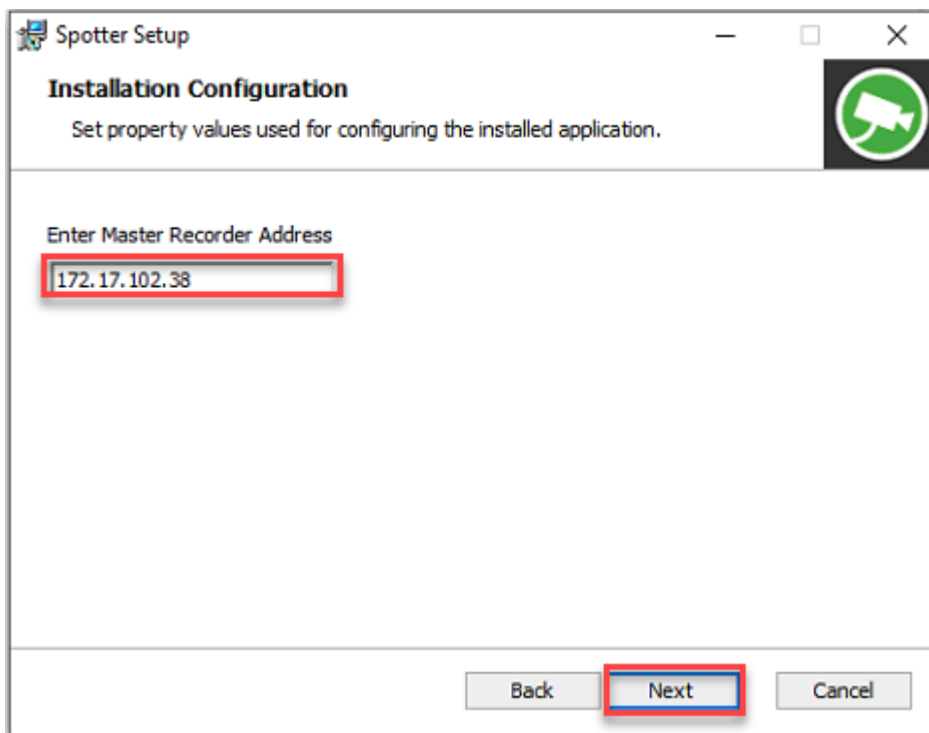 Spotter Setup
Installation Configuration
Set property values used for configuring the installed application.
Enter Master Recorder Address
172.17.102.38
Back Next Cancel